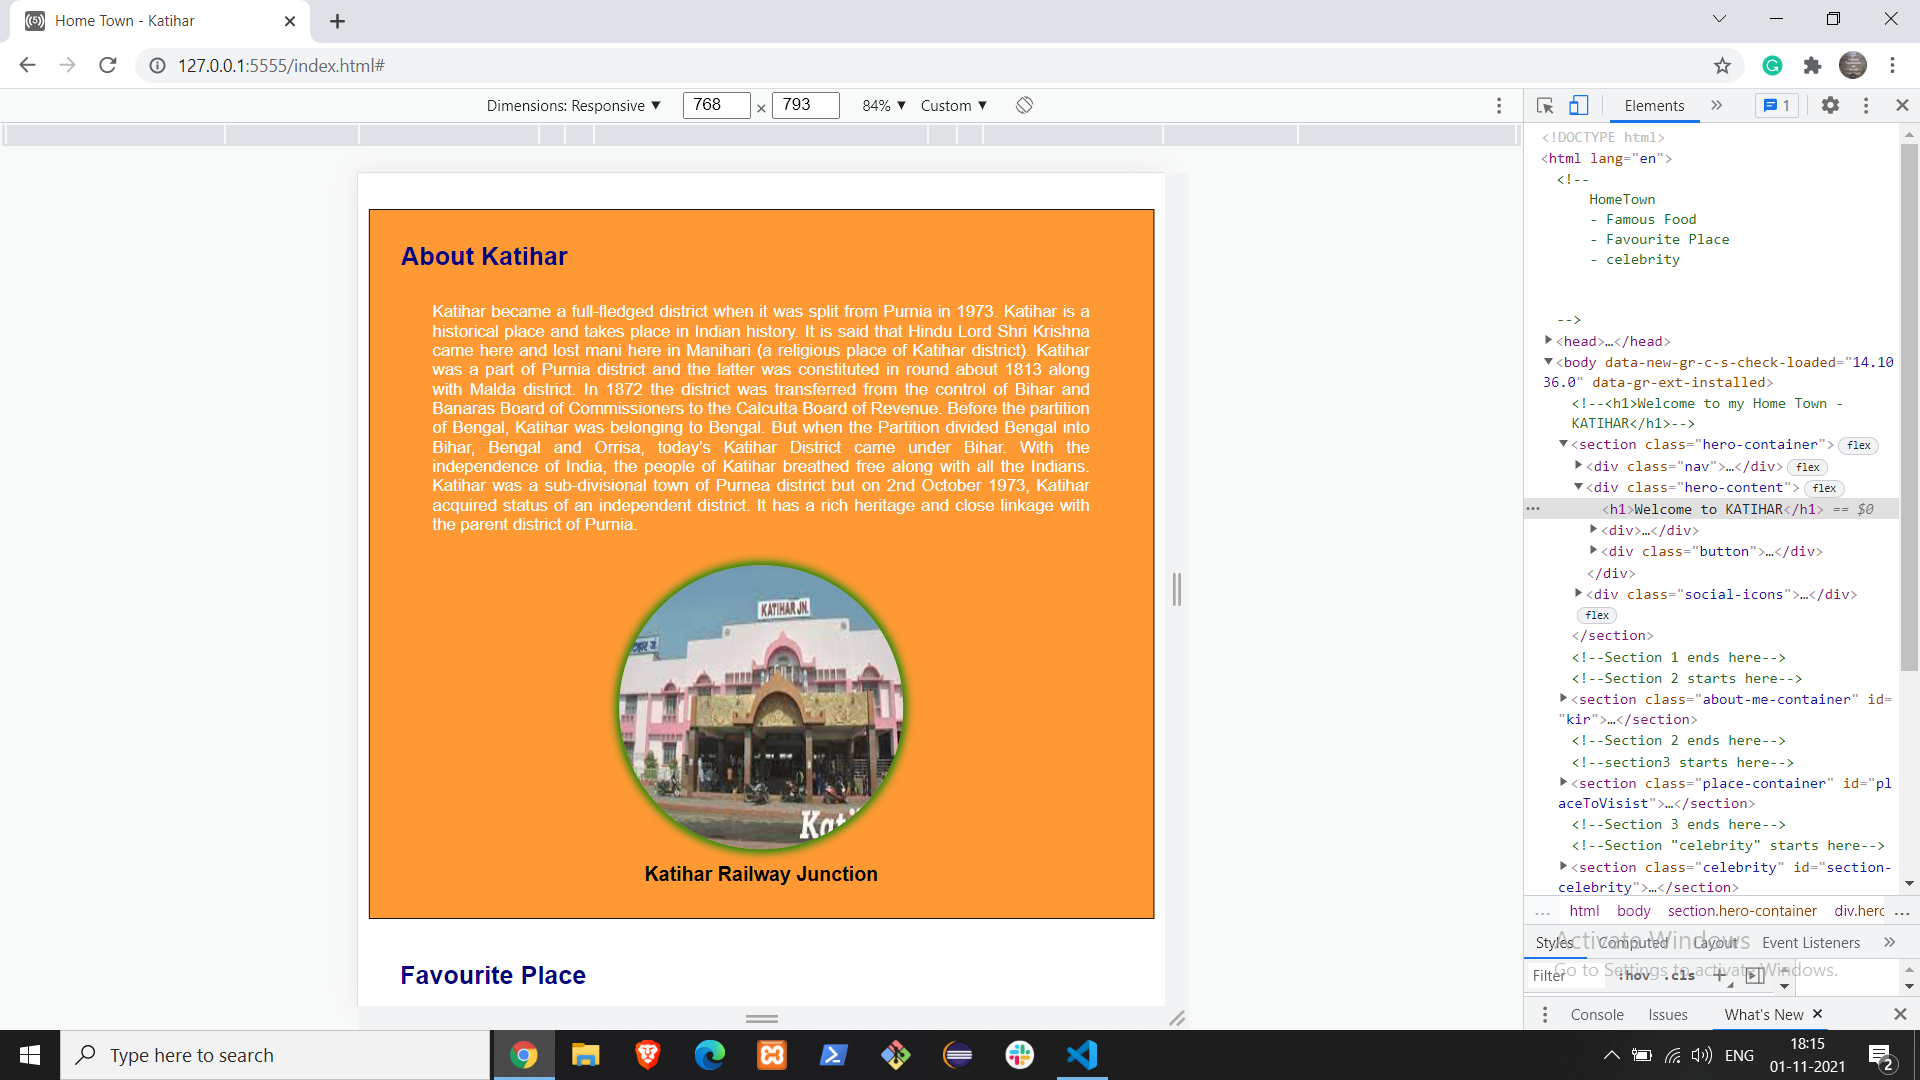 Home Town - Katihar
127.0.0.1:5555/index.html#
Dimensions: Responsive ▼ 768 × 793 84% ▼ Custom ▼
Elements » 1
About Katihar
Katihar became a full-fledged district when it was split from Purnia in 1973. Katihar is a
historical place and takes place in Indian history. It is said that Hindu Lord Shri Krishna
came here and lost mani here in Manihari (a religious place of Katihar district). Katihar
was a part of Purnia district and the latter was constituted in round about 1813 along
with Malda district. In 1872 the district was transferred from the control of Bihar and
Banaras Board of Commissioners to the Calcutta Board of Revenue. Before the partition
of Bengal, Katihar was belonging to Bengal. But when the Partition divided Bengal into
Bihar, Bengal and Orrisa, today's Katihar District came under Bihar. With the
independence of India, the people of Katihar breathed free along with all the Indians.
Katihar was a sub-divisional town of Purnea district but on 2nd October 1973, Katihar
acquired status of an independent district. It has a rich heritage and close linkage with
the parent district of Purnia.
KATIHAR JN.
Kati
Katihar Railway Junction
Favourite Place
<!DOCTYPE html>
<html lang="en">
<!--
HomeTown
- Famous Food
- Favourite Place
- celebrity
-->
<head>…</head>
<body data-new-gr-c-s-check-loaded="14.10
36.0" data-gr-ext-installed>
<!--<h1>Welcome to my Home Town -
KATIHAR</h1>-->
<section class="hero-container"> flex
<div class="nav">…</div> flex
<div class="hero-content"> flex
<h1>Welcome to KATIHAR</h1> == $0
<div>…</div>
<div class="button">…</div>
</div>
<div class="social-icons">…</div>
flex
</section>
<!--Section 1 ends here-->
<!--Section 2 starts here-->
<section class="about-me-container" id=
"kir">…</section>
<!--Section 2 ends here-->
<!--section3 starts here-->
<section class="place-container" id="pl
aceToVisist">…</section>
<!--Section 3 ends here-->
<!--Section "celebrity" starts here-->
<section class="celebrity" id="section-
celebrity">…</section>
... html body section.hero-container div.herc ...
Styles Computed Layout Event Listeners »
Activate Windows
Go to Settings to activate Windows.
Filter :hov .cls +
Console Issues What's New
Type here to search
ENG
18:15
01-11-2021
2